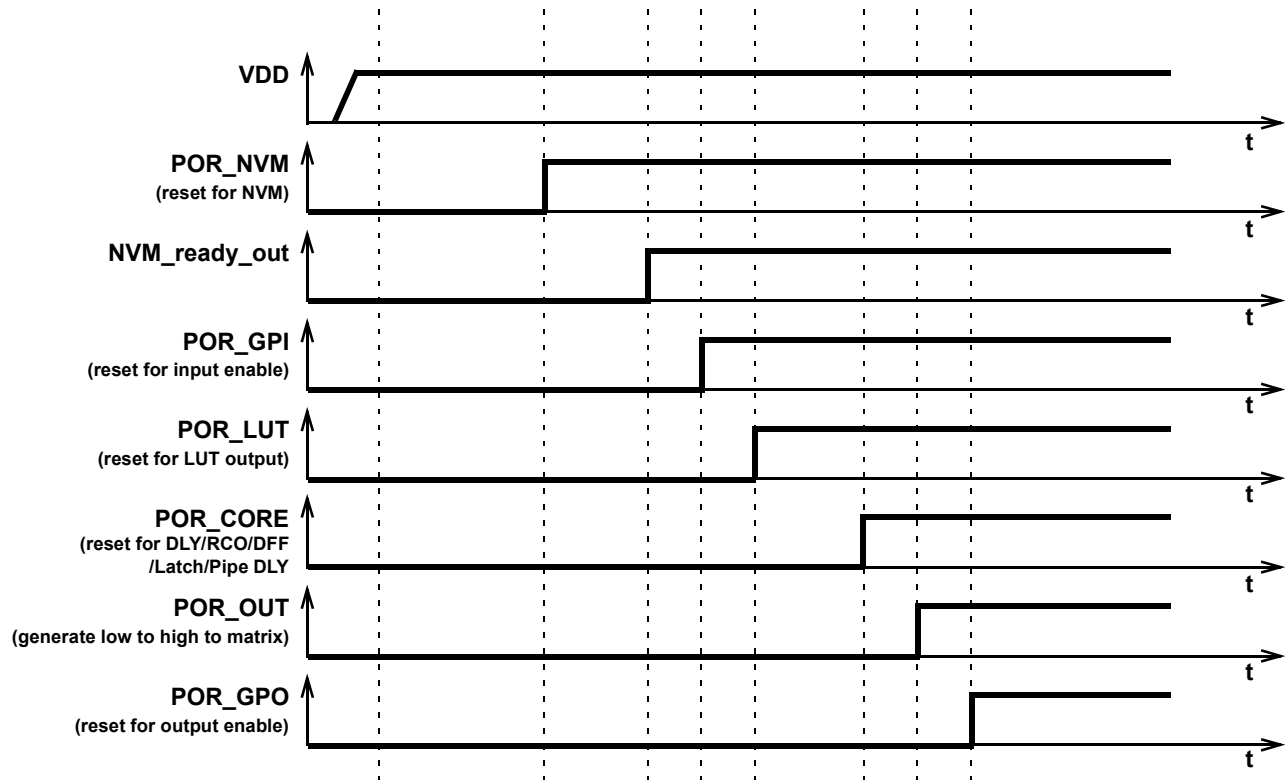 VDD
t
POR_NVM
(reset for NVM)
t
NVM_ready_out
t
POR_GPI
(reset for input enable)
t
POR_LUT
(reset for LUT output)
t
POR_CORE
(reset for DLY/RCO/DFF
/Latch/Pipe DLY
t
POR_OUT
(generate low to high to matrix)
t
POR_GPO
(reset for output enable)
t